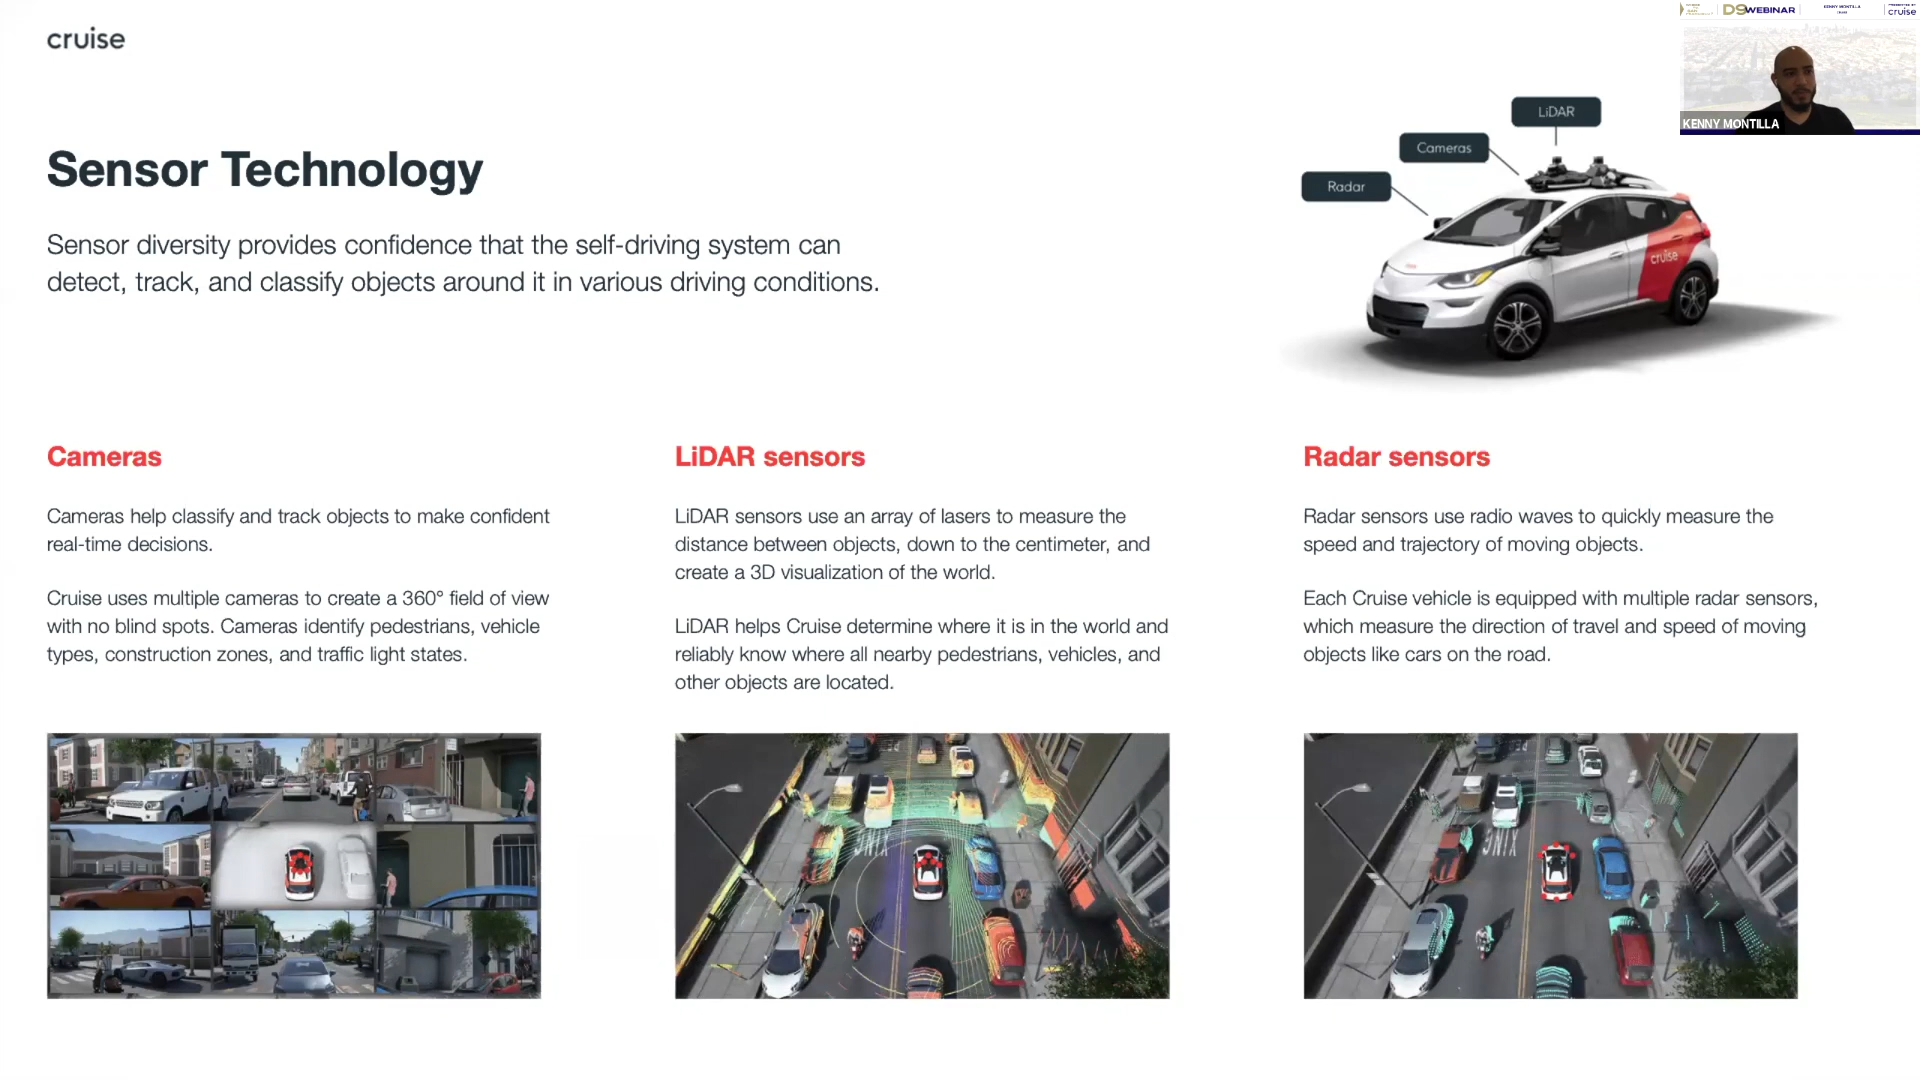 cruise
D9 WEBINAR
KENNY MONTILLA
cruise
KENNY MONTILLA
LiDAR
Cameras
Radar
cruise
Sensor Technology
Sensor diversity provides confidence that the self-driving system can
detect, track, and classify objects around it in various driving conditions.
Cameras
Cameras help classify and track objects to make confident
real-time decisions.
Cruise uses multiple cameras to create a 360° field of view
with no blind spots. Cameras identify pedestrians, vehicle
types, construction zones, and traffic light states.
LiDAR sensors
LiDAR sensors use an array of lasers to measure the
distance between objects, down to the centimeter, and
create a 3D visualization of the world.
LiDAR helps Cruise determine where it is in the world and
reliably know where all nearby pedestrians, vehicles, and
other objects are located.
Radar sensors
Radar sensors use radio waves to quickly measure the
speed and trajectory of moving objects.
Each Cruise vehicle is equipped with multiple radar sensors,
which measure the direction of travel and speed of moving
objects like cars on the road.